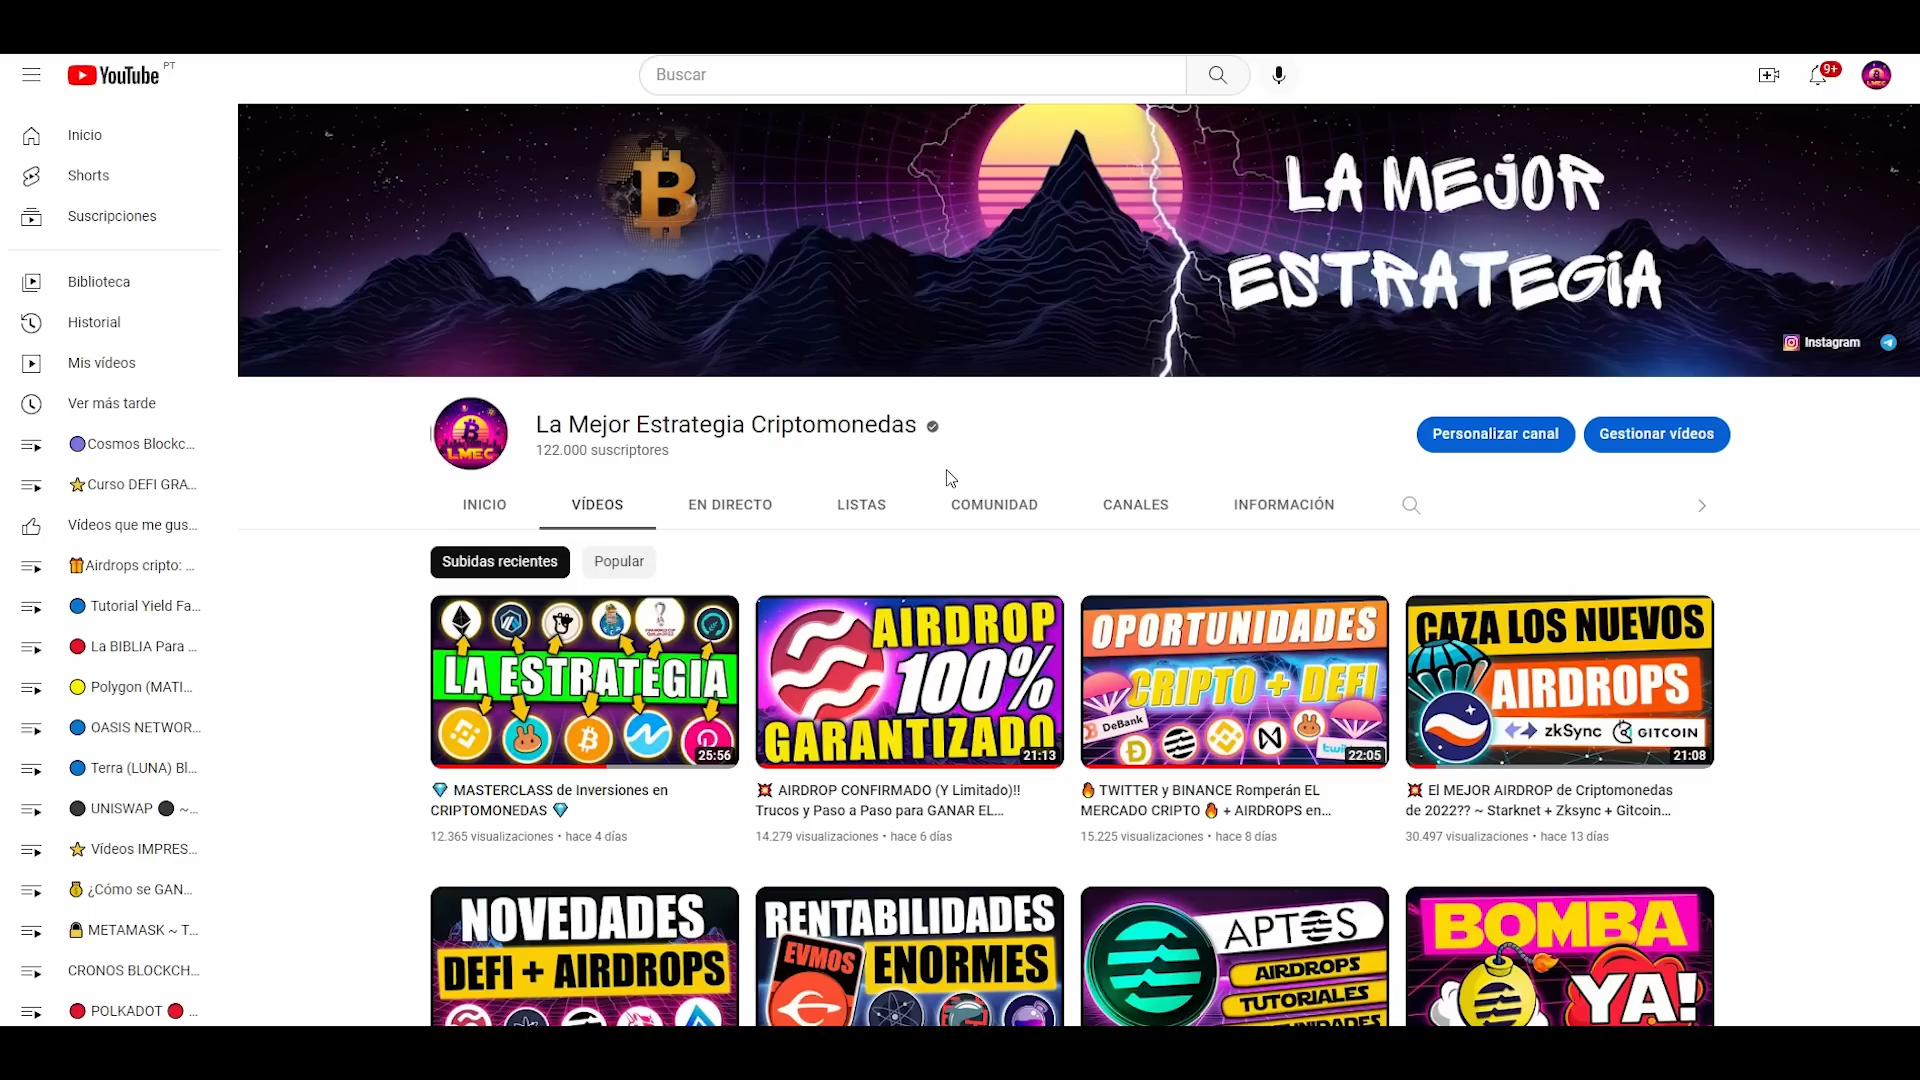 YouTube PT
Buscar
9+
Inicio
Shorts
Suscripciones
Biblioteca
Historial
Mis vídeos
Ver más tarde
Cosmos Blockc...
Curso DEFI GRA...
Vídeos que me gus...
Airdrops cripto: ...
Tutorial Yield Fa...
La BIBLIA Para ...
Polygon (MATI...
OASIS NETWOR...
Terra (LUNA) Bl...
UNISWAP ~...
Vídeos IMPRES...
¿Cómo se GAN...
METAMASK ~ T...
CRONOS BLOCKCH...
POLKADOT ...
LA MEJOR
ESTRATEGIA
Instagram
LMEC
La Mejor Estrategia Criptomonedas
122.000 suscriptores
Personalizar canal
Gestionar vídeos
INICIO
VÍDEOS
EN DIRECTO
LISTAS
COMUNIDAD
CANALES
INFORMACIÓN
Subidas recientes
Popular
LA ESTRATEGIA
25:56
MASTERCLASS de Inversiones en
CRIPTOMONEDAS
12.365 visualizaciones • hace 4 días
AIRDROP
100%
GARANTIZADO
21:13
AIRDROP CONFIRMADO (Y Limitado)!!
Trucos y Paso a Paso para GANAR EL...
14.279 visualizaciones • hace 6 días
OPORTUNIDADES
CRIPTO + DEFI
DeBank
22:05
TWITTER y BINANCE Romperán EL
MERCADO CRIPTO + AIRDROPS en...
15.225 visualizaciones • hace 8 días
CAZA LOS NUEVOS
AIRDROPS
zkSync GITCOIN
21:08
El MEJOR AIRDROP de Criptomonedas
de 2022?? ~ Starknet + Zksync + Gitcoin...
30.497 visualizaciones • hace 13 días
NOVEDADES
DEFI + AIRDROPS
RENTABILIDADES
EVMOS ENORMES
APTOS
AIRDROPS
TUTORIALES
BOMBA
YA!